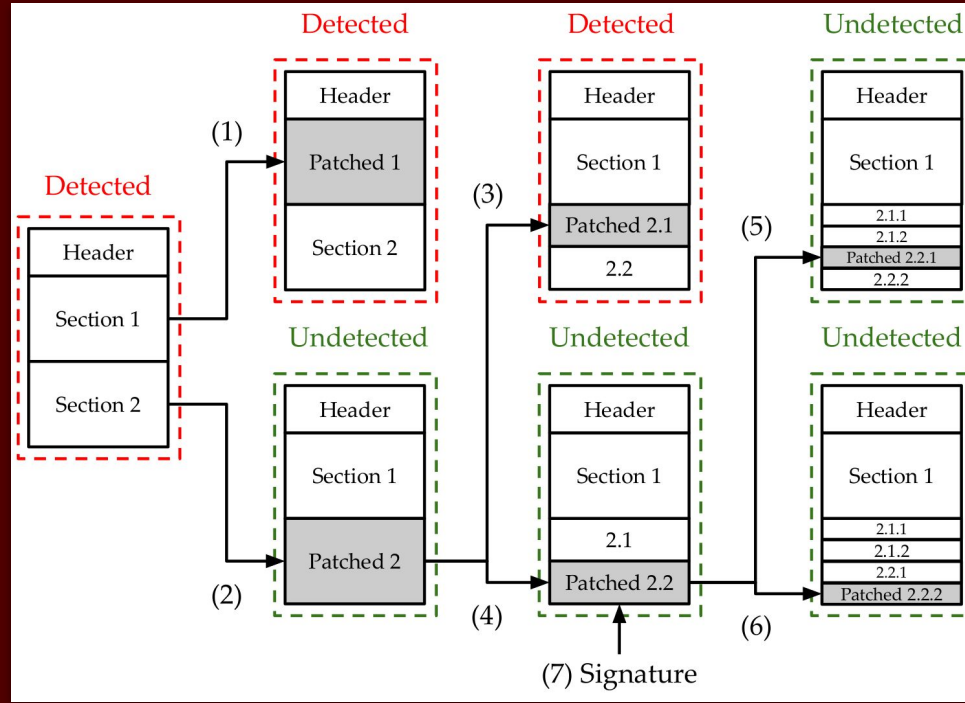 Detected
Header
Section 1
Section 2
(1)
(2)
Detected
Header
Patched 1
Section 2
Undetected
Header
Section 1
Patched 2
(3)
(4)
Detected
Header
Section 1
Patched 2.1
2.2
Undetected
Header
Section 1
2.1
Patched 2.2
(7) Signature
(5)
(6)
Undetected
Header
Section 1
2.1.1
2.1.2
Patched 2.2.1
2.2.2
Undetected
Header
Section 1
2.1.1
2.1.2
2.2.1
Patched 2.2.2